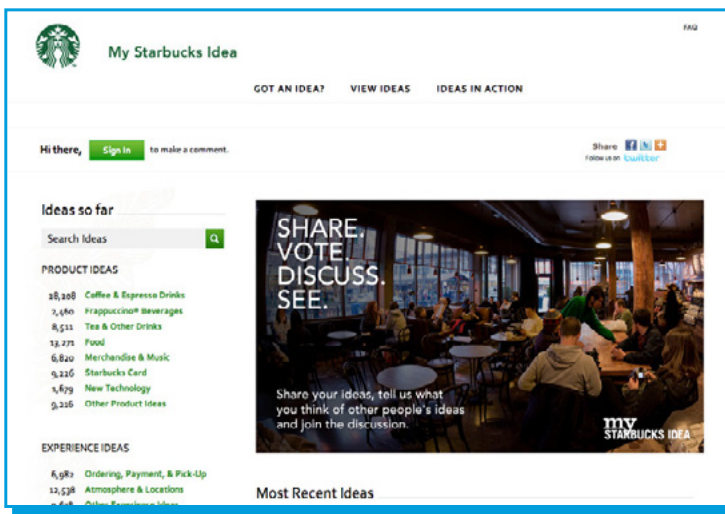 FAQ
My Starbucks Idea
GOT AN IDEA? VIEW IDEAS IDEAS IN ACTION
Hi there, Sign In to make a comment.
Share
Follow us on twitter
Ideas so far
Search Ideas
PRODUCT IDEAS
28,208 Coffee & Espresso Drinks
2,460 Frappuccino® Beverages
8,511 Tea & Other Drinks
13,271 Food
6,820 Merchandise & Music
9,226 Starbucks Card
1,679 New Technology
9,216 Other Product Ideas
EXPERIENCE IDEAS
6,982 Ordering, Payment, & Pick-Up
12,538 Atmosphere & Locations
SHARE.
VOTE.
DISCUSS.
SEE.
Share your ideas, tell us what
you think of other people's ideas
and join the discussion.
my
STARBUCKS IDEA
Most Recent Ideas